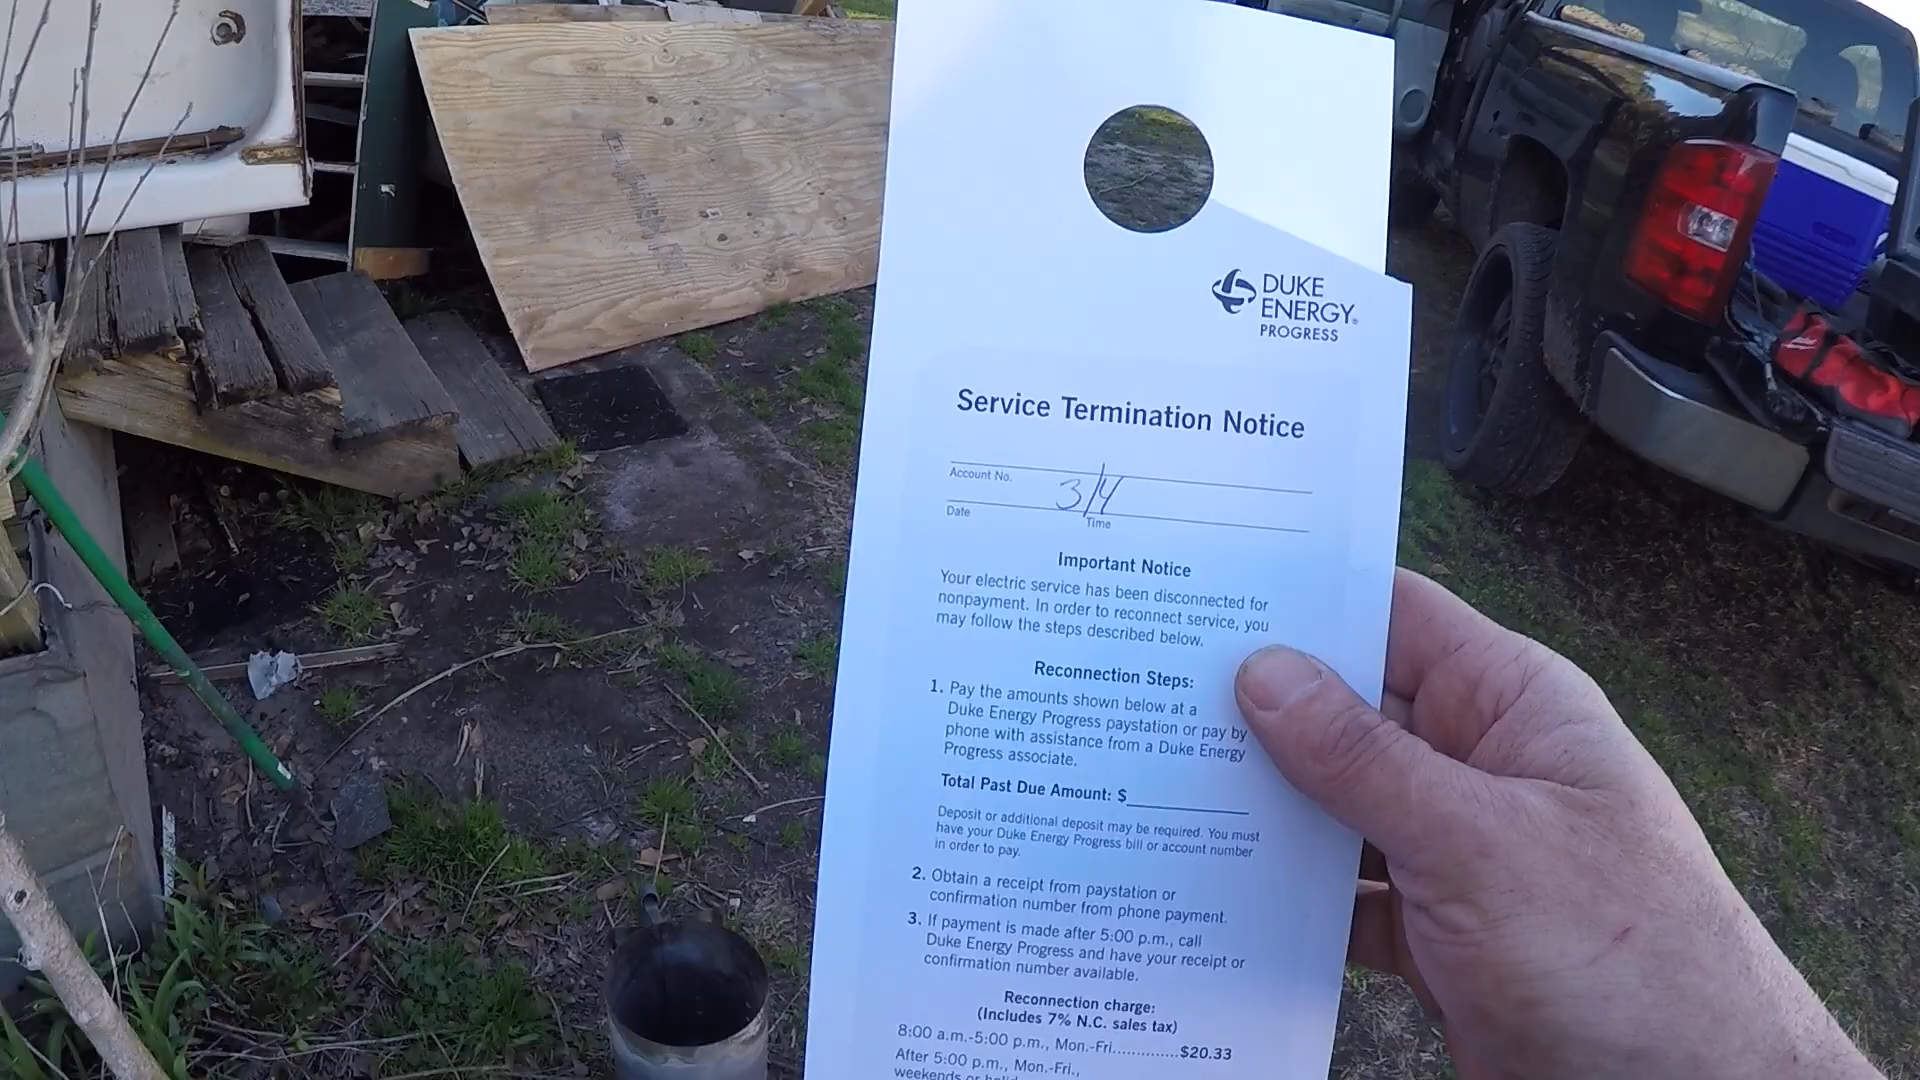 DUKE
ENERGY®
PROGRESS
Service Termination Notice
Account No.
3/4
Date
Time
Important Notice
Your electric service has been disconnected for
nonpayment. In order to reconnect service, you
may follow the steps described below.
Reconnection Steps:
1. Pay the amounts shown below at a
Duke Energy Progress paystation or pay by
phone with assistance from a Duke Energy
Progress associate.
Total Past Due Amount: $
Deposit or additional deposit may be required. You must
have your Duke Energy Progress bill or account number
in order to pay.
2. Obtain a receipt from paystation or
confirmation number from phone payment.
3. If payment is made after 5:00 p.m., call
Duke Energy Progress and have your receipt or
confirmation number available.
Reconnection charge:
(Includes 7% N.C. sales tax)
8:00 a.m.-5:00 p.m., Mon.-Fri..............$20.33
After 5:00 p.m., Mon.-Fri.,
weekends or